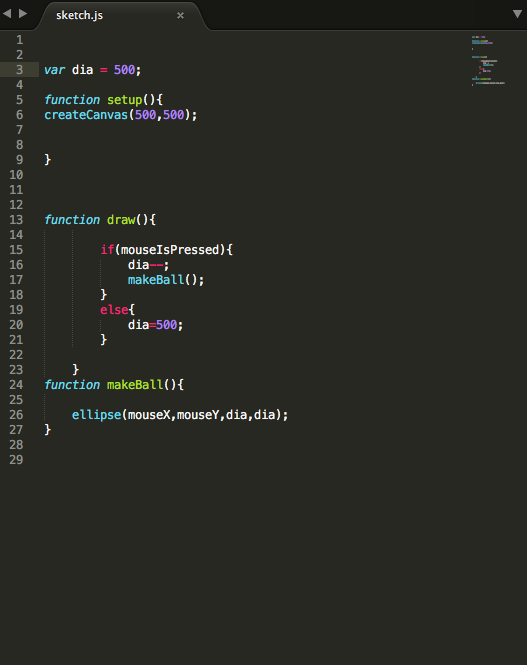 sketch.js ×
1
2
3 var dia = 500;
4
5 function setup(){
6 createCanvas(500,500);
7
8
9 }
10
11
12
13 function draw(){
14
15 if(mouseIsPressed){
16 dia--;
17 makeBall();
18 }
19 else{
20 dia=500;
21 }
22
23 }
24 function makeBall(){
25
26 ellipse(mouseX,mouseY,dia,dia);
27 }
28
29